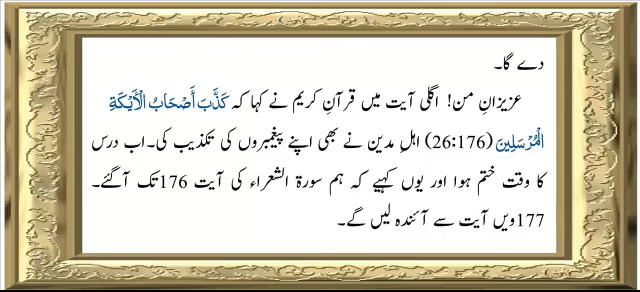 دے گا۔
عزیزانِ من! اگلی آیت میں قرآنِ کریم نے کہا کہ كَذَّبَ أَصْحَابُ الْأَيْكَةِ
الْمُرْسَلِينَ (26:176) اہلِ مدین نے بھی اپنے پیغمبروں کی تکذیب کی۔ اب درس
کا وقت ختم ہوا اور یوں کہیے کہ ہم سورۃ الشعراء کی آیت 176 تک آگئے۔
177ویں آیت سے آئندہ لیں گے۔